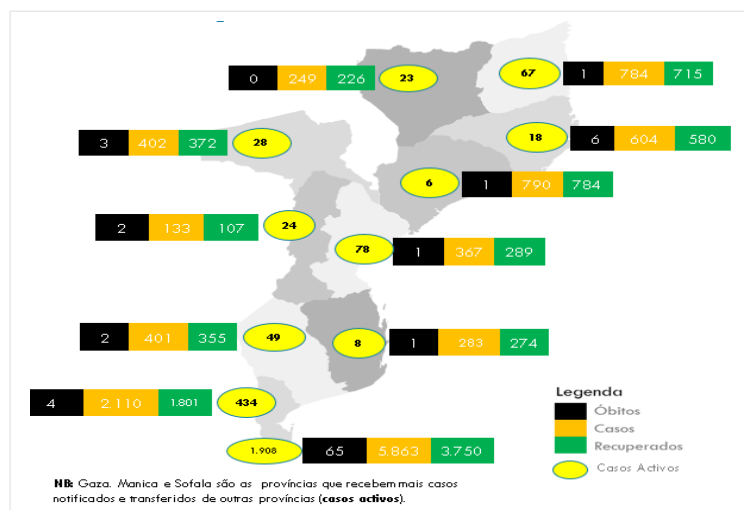 0 249 226 23
67 1 784 715
3 402 372 28
18 6 604 580
6 1 790 784
2 133 107 24
78 1 367 289
2 401 355 49
8 1 283 274
4 2.110 1.801 434
1.908 65 5.863 3.750
Legenda
Óbitos
Casos
Recuperados
Casos Activos
NB: Gaza. Manica e Sofala são as províncias que recebem mais casos
notificados e transferidos de outras províncias (casos activos).